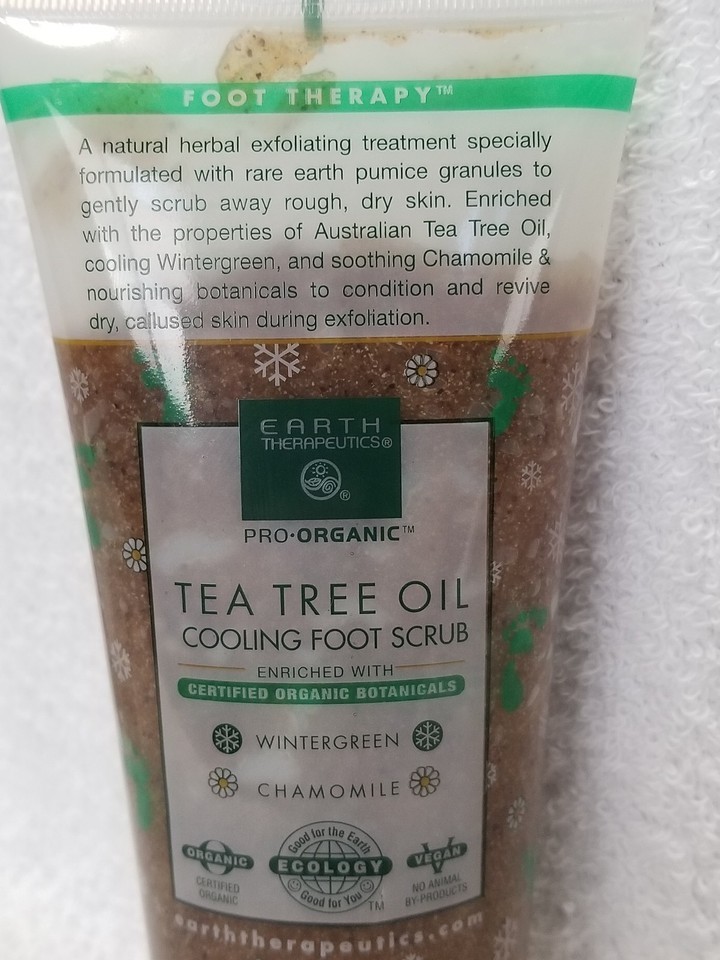 FOOT THERAPY™
A natural herbal exfoliating treatment specially
formulated with rare earth pumice granules to
gently scrub away rough, dry skin. Enriched
with the properties of Australian Tea Tree Oil,
cooling Wintergreen, and soothing Chamomile &
nourishing botanicals to condition and revive
dry, callused skin during exfoliation.
EARTH
THERAPEUTICS®
®
PRO•ORGANIC™
TEA TREE OIL
COOLING FOOT SCRUB
ENRICHED WITH
CERTIFIED ORGANIC BOTANICALS
WINTERGREEN
CHAMOMILE
O
ORGANIC
CERTIFIED
ORGANIC
Good for the Earth
ECOLOGY
Good for You
TM
V
VEGAN
NO ANIMAL
BY-PRODUCTS
earththerapeutics.com